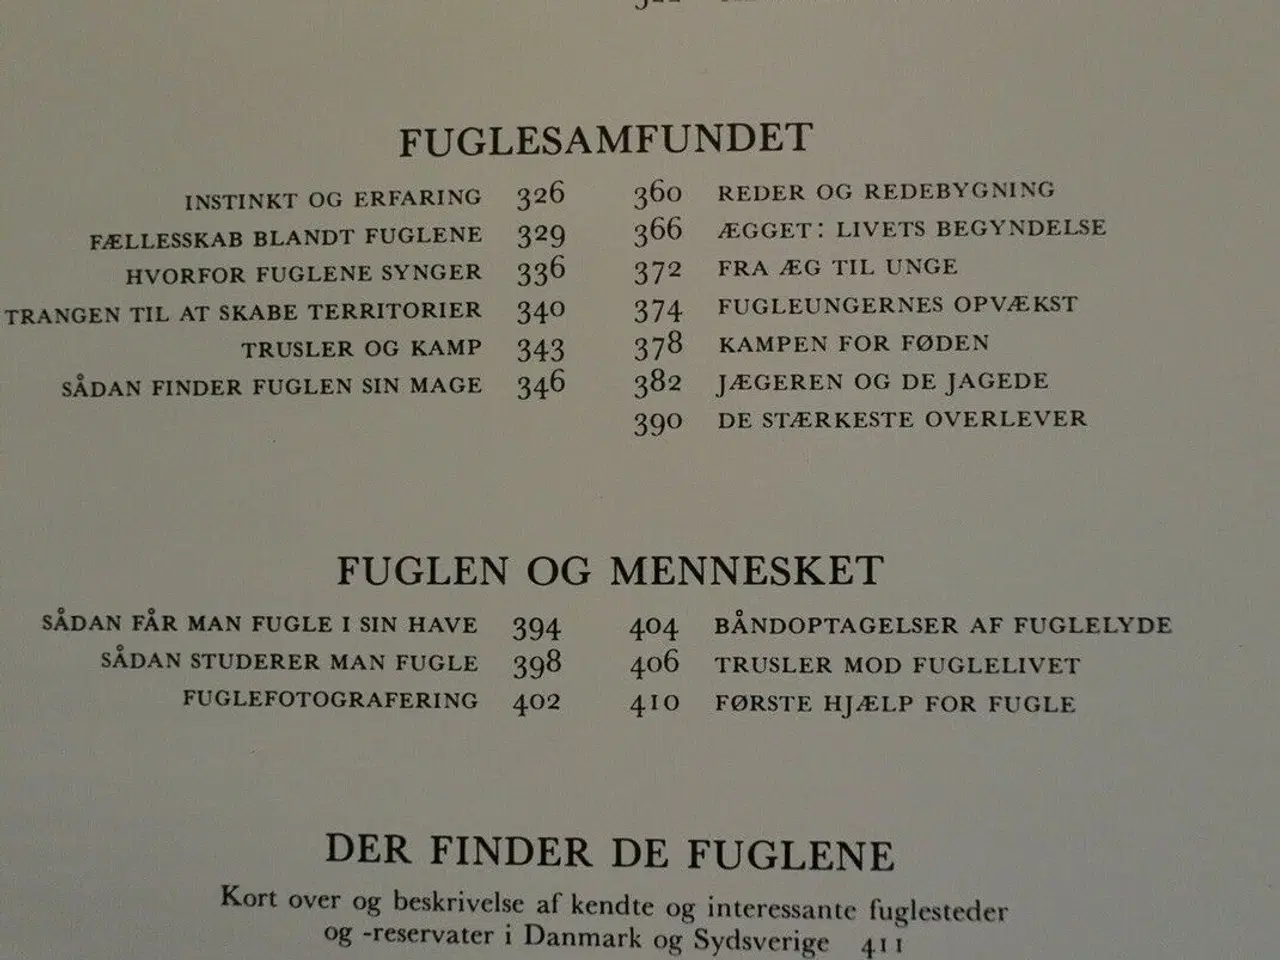 FUGLESAMFUNDET
INSTINKT OG ERFARING 326
FÆLLESSKAB BLANDT FUGLENE 329
HVORFOR FUGLENE SYNGER 336
TRANGEN TIL AT SKABE TERRITORIER 340
TRUSLER OG KAMP 343
SÅDAN FINDER FUGLEN SIN MAGE 346
360 REDER OG REDEBYGNING
366 ÆGGET: LIVETS BEGYNDELSE
372 FRA ÆG TIL UNGE
374 FUGLEUNGERNES OPVÆKST
378 KAMPEN FOR FØDEN
382 JÆGEREN OG DE JAGEDE
390 DE STÆRKESTE OVERLEVER
FUGLEN OG MENNESKET
SÅDAN FÅR MAN FUGLE I SIN HAVE 394
SÅDAN STUDERER MAN FUGLE 398
FUGLEFOTOGRAFERING 402
404 BÅNDOPTAGELSER AF FUGLELYDE
406 TRUSLER MOD FUGLELIVET
410 FØRSTE HJÆLP FOR FUGLE
DER FINDER DE FUGLENE
Kort over og beskrivelse af kendte og interessante fuglesteder
og -reservater i Danmark og Sydsverige 411